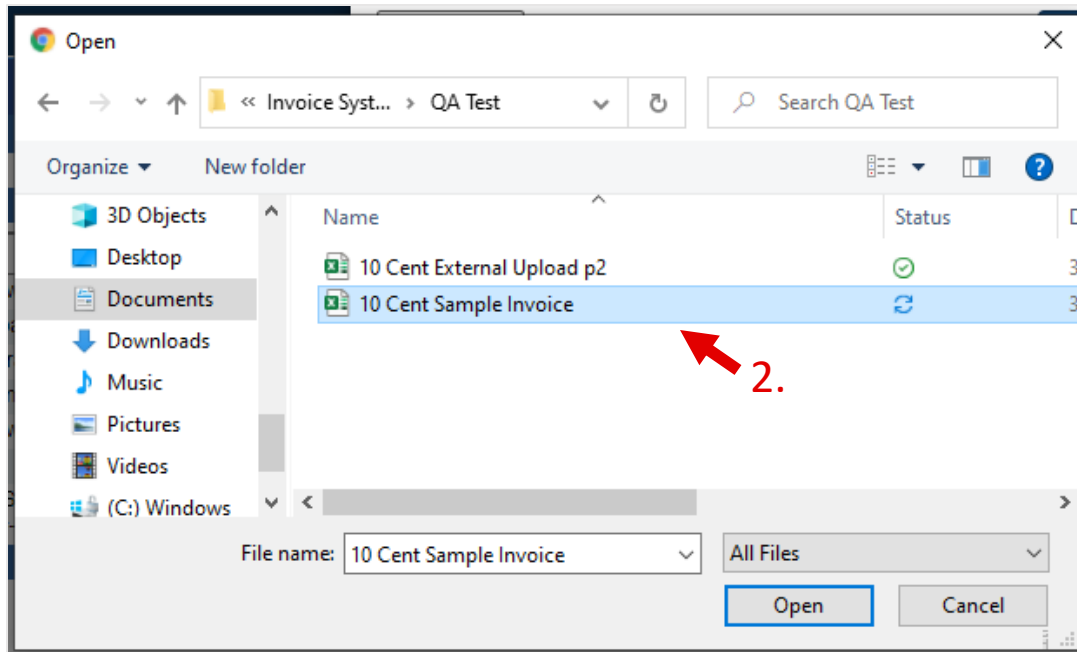 Open
« Invoice Syst... › QA Test
Search QA Test
Organize
New folder
?
3D Objects
Desktop
Documents
Downloads
Music
Pictures
Videos
(C:) Windows
Name
Status
10 Cent External Upload p2
3
10 Cent Sample Invoice
3
2.
File name:
10 Cent Sample Invoice
All Files
Open
Cancel